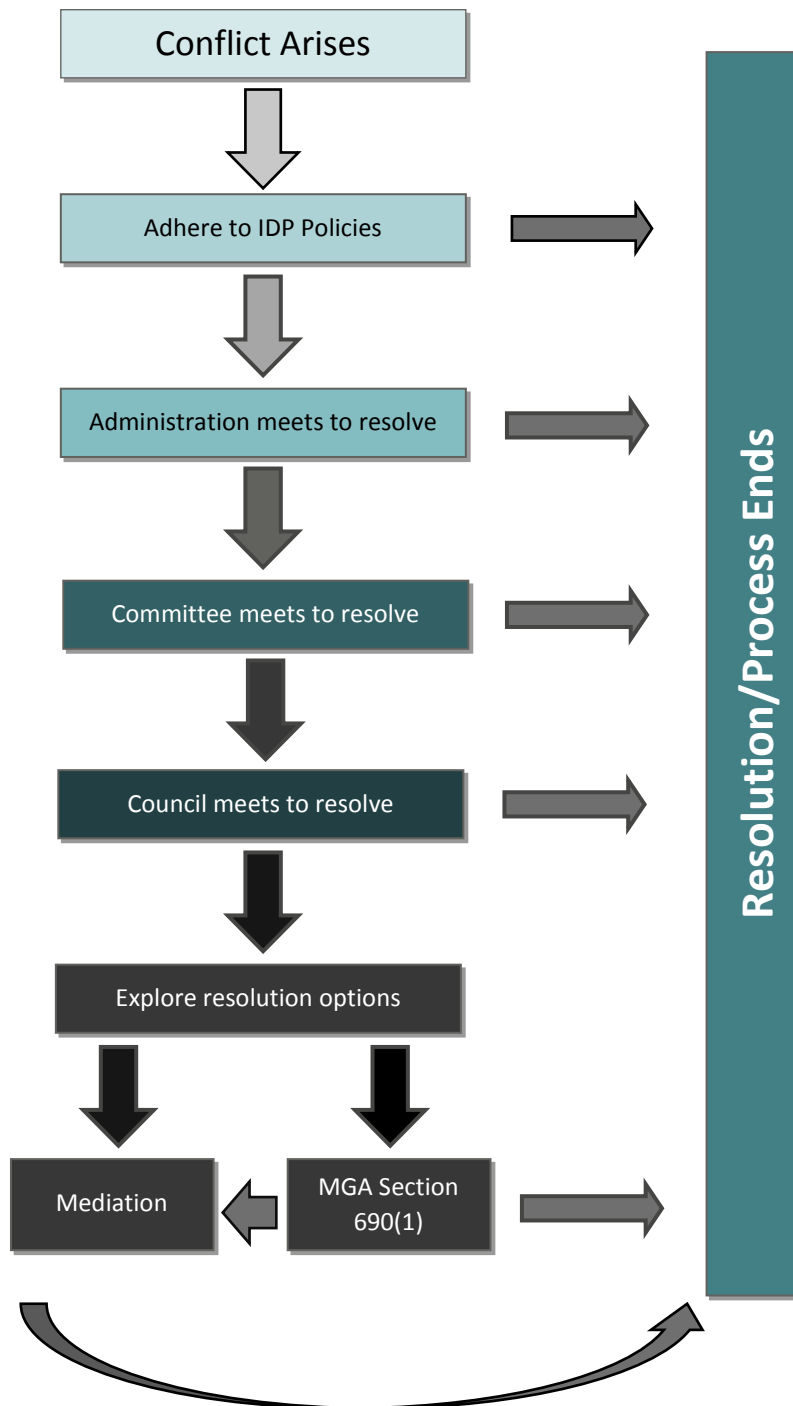 Conflict Arises
Adhere to IDP Policies
Administration meets to resolve
Committee meets to resolve
Council meets to resolve
Explore resolution options
Mediation
MGA Section
690(1)
Resolution/Process Ends